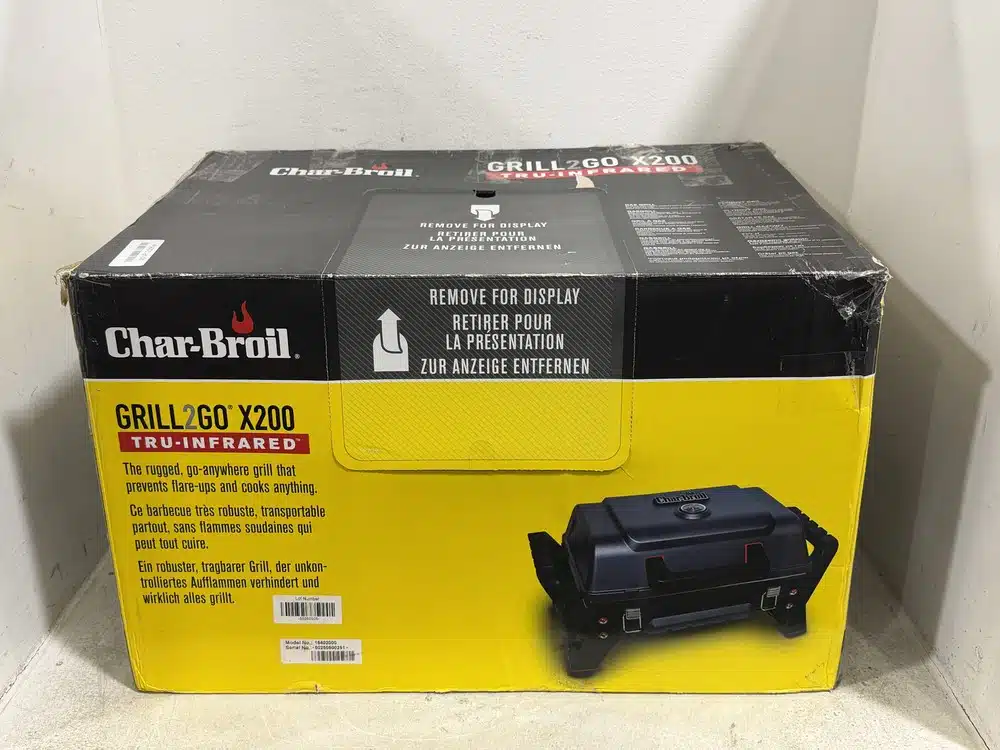 Char-Broil
GRILL2GO X200
TRU-INFRARED
REMOVE FOR DISPLAY
RETIRER POUR
LA PRÉSENTATION
ZUR ANZEIGE ENTFERNEN
REMOVE FOR DISPLAY
RETIRER POUR
LA PRÉSENTATION
ZUR ANZEIGE ENTFERNEN
Char-Broil®
GRILL2GO® X200
TRU-INFRARED™
The rugged, go-anywhere grill that
prevents flare-ups and cooks anything.
Ce barbecue très robuste, transportable
partout, sans flammes soudaines qui
peut tout cuire.
Ein robuster, tragbarer Grill, der unkon-
trolliertes Aufflammen verhindert und
wirklich alles grillt.
Char-Broil
Lot Number
Model No.:
Serial No.: